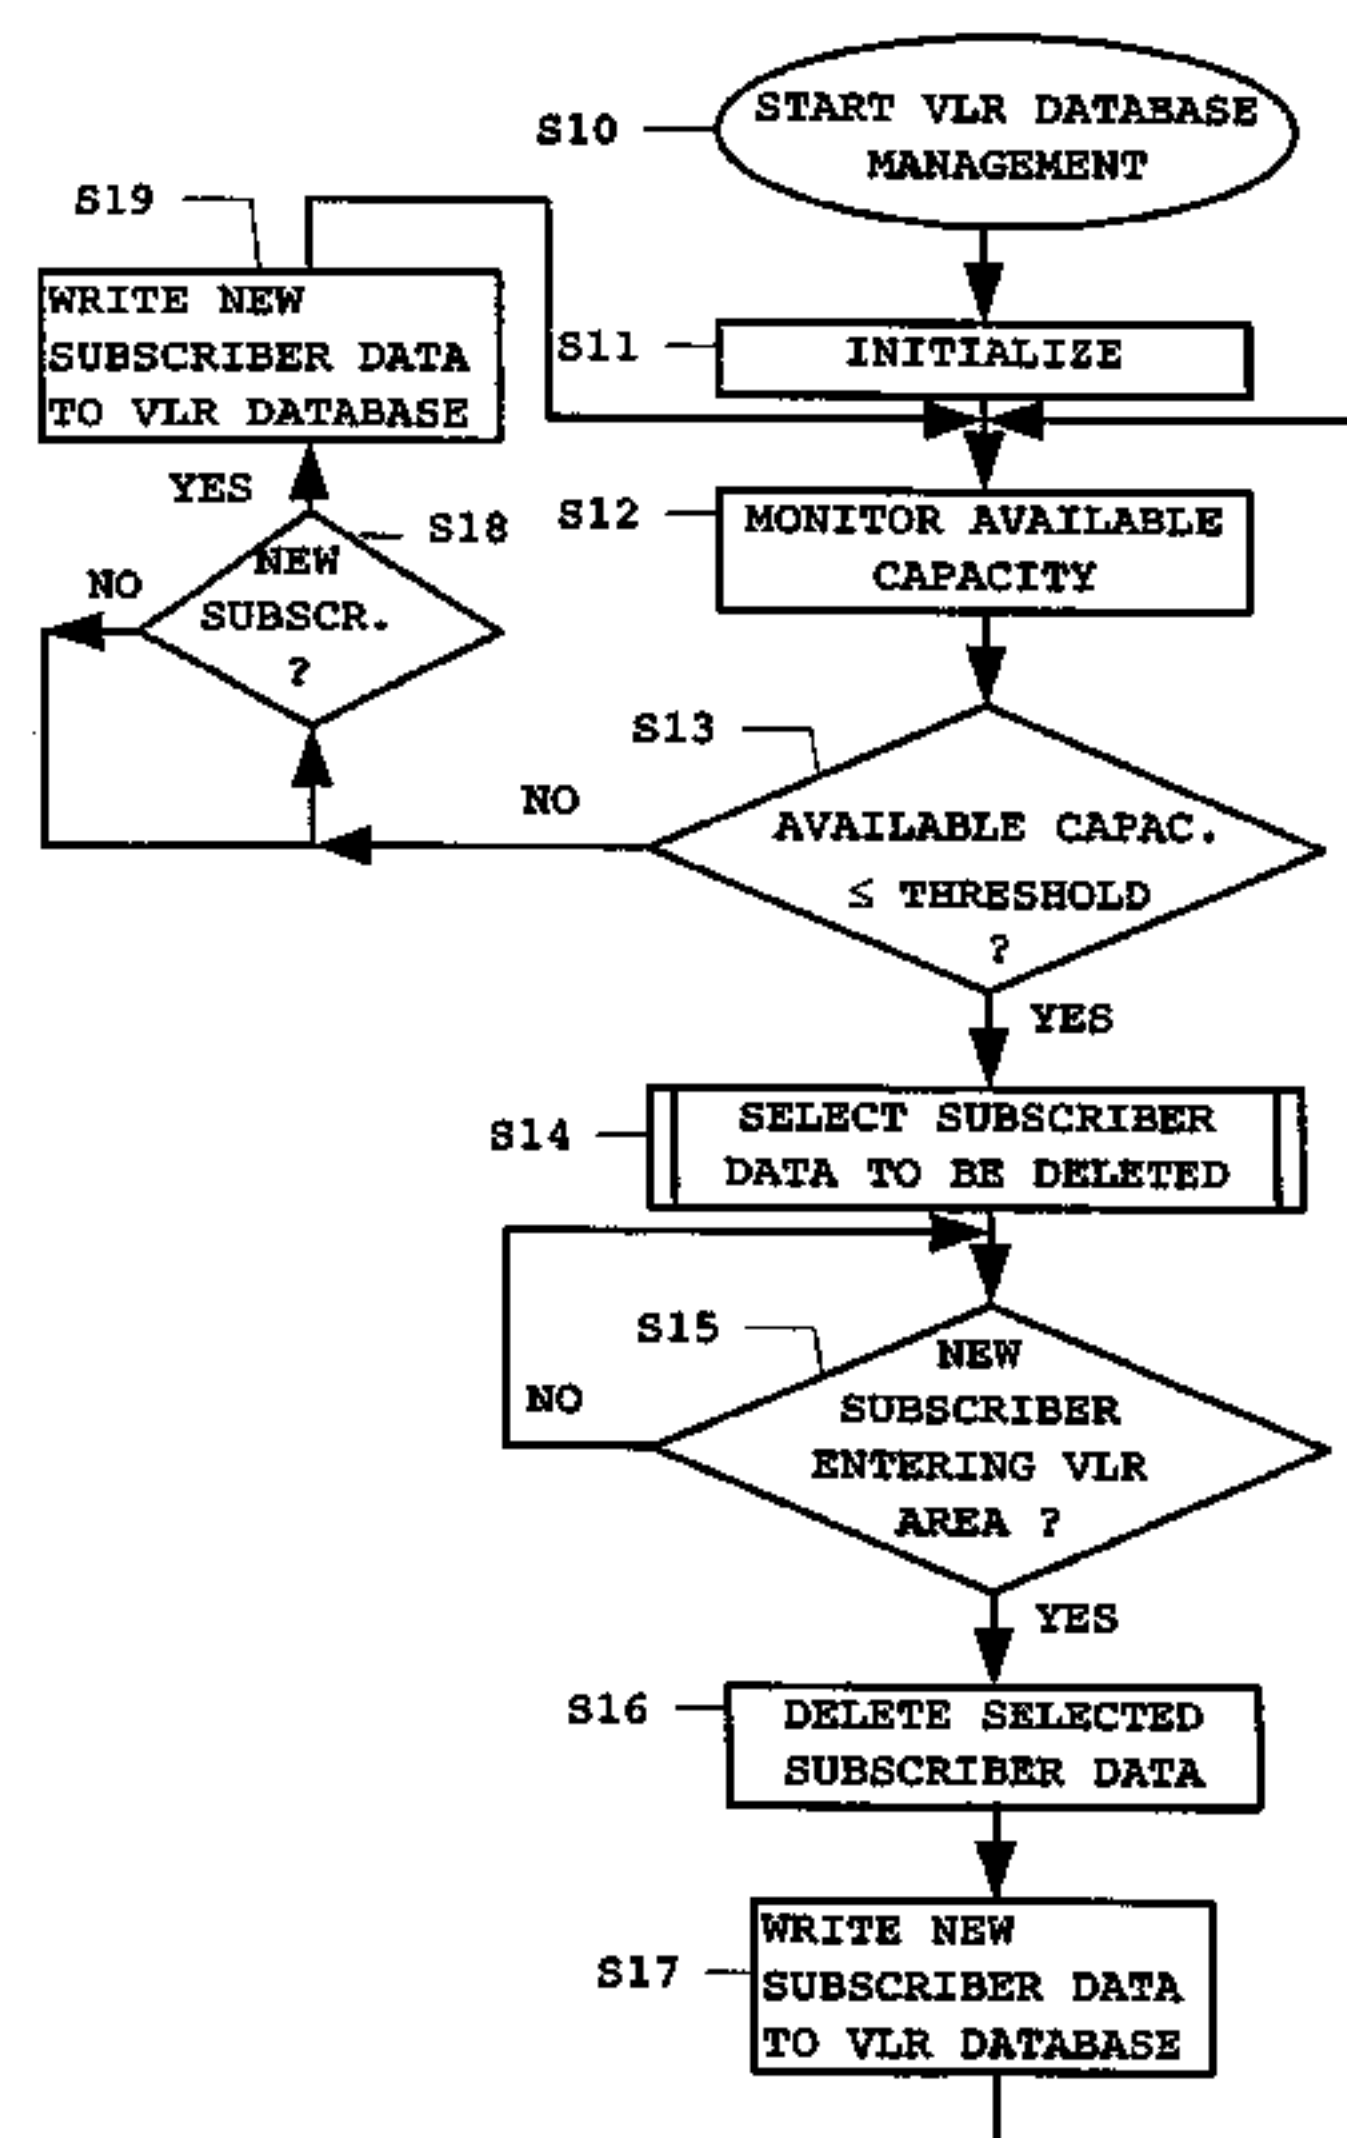 S10
START VLR DATABASE
MANAGEMENT
S11
INITIALIZE
S12
MONITOR AVAILABLE
CAPACITY
S13
AVAILABLE CAPAC.
≤ THRESHOLD
?
NO
YES
S18
NEW
SUBSCR.
?
NO
YES
S19
WRITE NEW
SUBSCRIBER DATA
TO VLR DATABASE
S14
SELECT SUBSCRIBER
DATA TO BE DELETED
S15
NEW
SUBSCRIBER
ENTERING VLR
AREA ?
NO
YES
S16
DELETE SELECTED
SUBSCRIBER DATA
S17
WRITE NEW
SUBSCRIBER DATA
TO VLR DATABASE